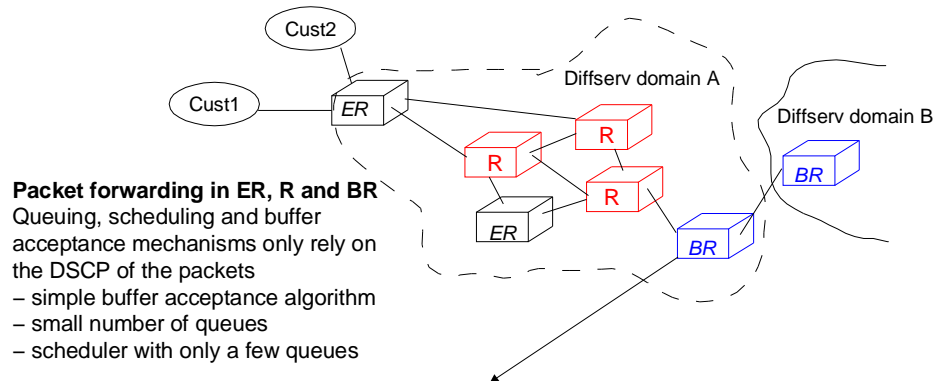 Cust2
Diffserv domain A
Cust1
ER
Diffserv domain B
R
R
BR
Packet forwarding in ER, R and BR
R
Queuing, scheduling and buffer
acceptance mechanisms only rely on
ER
BR
the DSCP of the packets
– simple buffer acceptance algorithm
– small number of queues
– scheduler with only a few queues